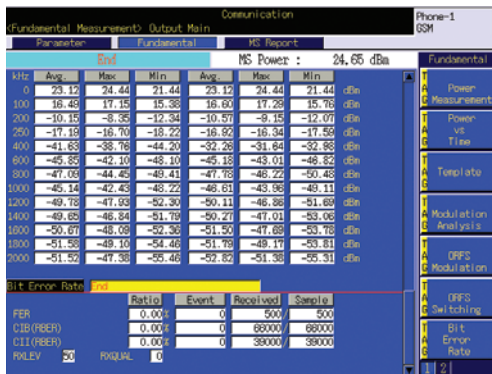 Communication
Phone-1
<Fundamental Measurement> Output Main
GSM
Parameter Fundamental MS Report
End MS Power : 24.65 dBm Fundamental
kHz Avg. Max Min Avg. Max Min
0 23.12 24.44 21.44 23.12 24.44 21.44 dBm
100 16.49 17.15 15.38 16.60 17.29 15.76 dBm
200 -10.15 -8.35 -12.34 -10.57 -9.15 -12.07 dBm
250 -17.19 -16.70 -18.22 -16.92 -16.34 -17.59 dBm
400 -41.63 -38.76 -44.20 -32.26 -31.64 -32.98 dBm
600 -45.85 -42.10 -48.10 -45.18 -43.01 -46.82 dBm
800 -47.09 -44.45 -49.41 -47.78 -46.22 -50.48 dBm
1000 -45.14 -42.43 -48.22 -46.61 -43.96 -49.11 dBm
1200 -49.78 -47.93 -52.30 -50.11 -46.86 -51.69 dBm
1400 -49.65 -46.84 -51.79 -50.27 -47.01 -53.06 dBm
1600 -50.67 -48.09 -52.36 -51.50 -47.69 -53.78 dBm
1800 -51.58 -49.10 -54.46 -51.79 -49.17 -53.81 dBm
2000 -51.52 -47.38 -55.46 -52.82 -51.38 -55.31 dBm
TAG Power Measurement
TAG Power vs Time
TAG Template
TAG Modulation Analysis
TAG ORFS Modulation
TAG ORFS Switching
TAG Bit Error Rate
1 2
Bit Error Rate End
Ratio Event Received Sample
FER 0.00% 0 500/ 500
CIB(RBER) 0.00% 0 66000/ 66000
CII(RBER) 0.00% 0 39000/ 39000
RXLEV 50 RXQUAL 0